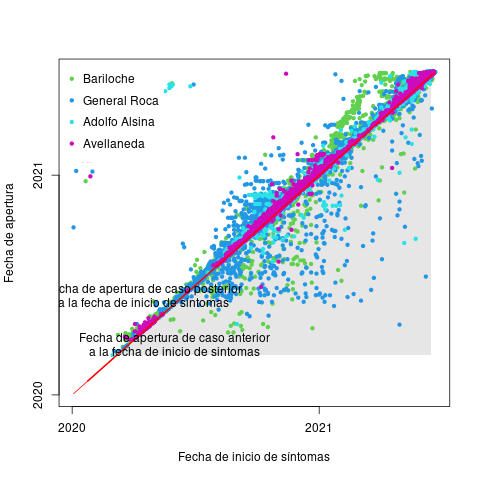 Bariloche
General Roca
Adolfo Alsina
Avellaneda
2021
Fecha de apertura
cha de apertura de caso posterior
a la fecha de inicio de síntomas
Fecha de apertura de caso anterior
a la fecha de inicio de sintomas
2020
2020
2021
Fecha de inicio de síntomas